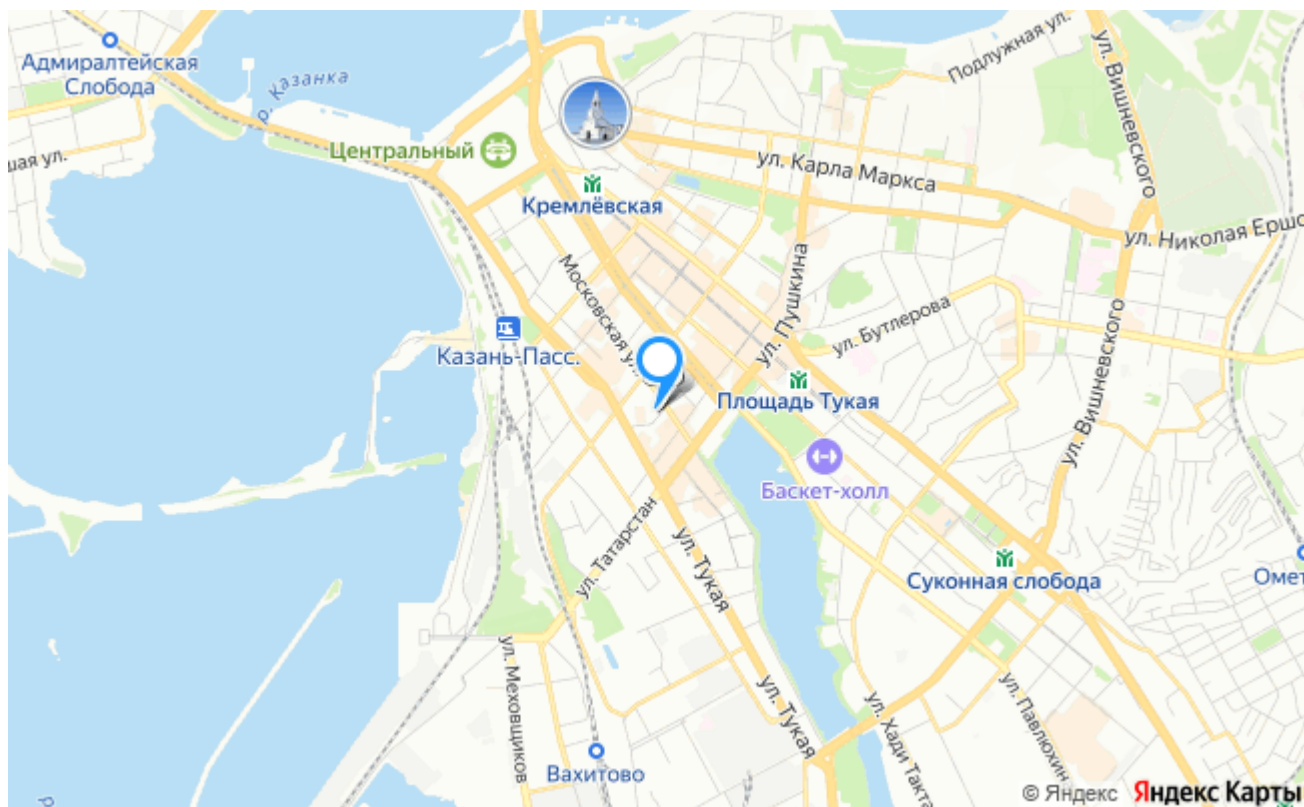 Адмиралтейская
Слобода
р. Казанка
Подлужная ул.
ул. Вишневского
Центральный
шая ул.
ул. Карла Маркса
Кремлёвская
ул. Николая Ершо
Московская ул.
ул. Пушкина
ул. Бутлерова
Казань-Пасс.
Площадь Тукая
ул. Вишневского
Баскет-холл
ул. Татарстан
ул. Тукая
Суконная слобода
Омет
ул. Меховщиков
ул. Тукая
ул. Хади Такта
ул. Павлюхин
Вахитово
© Яндекс Яндекс Карты